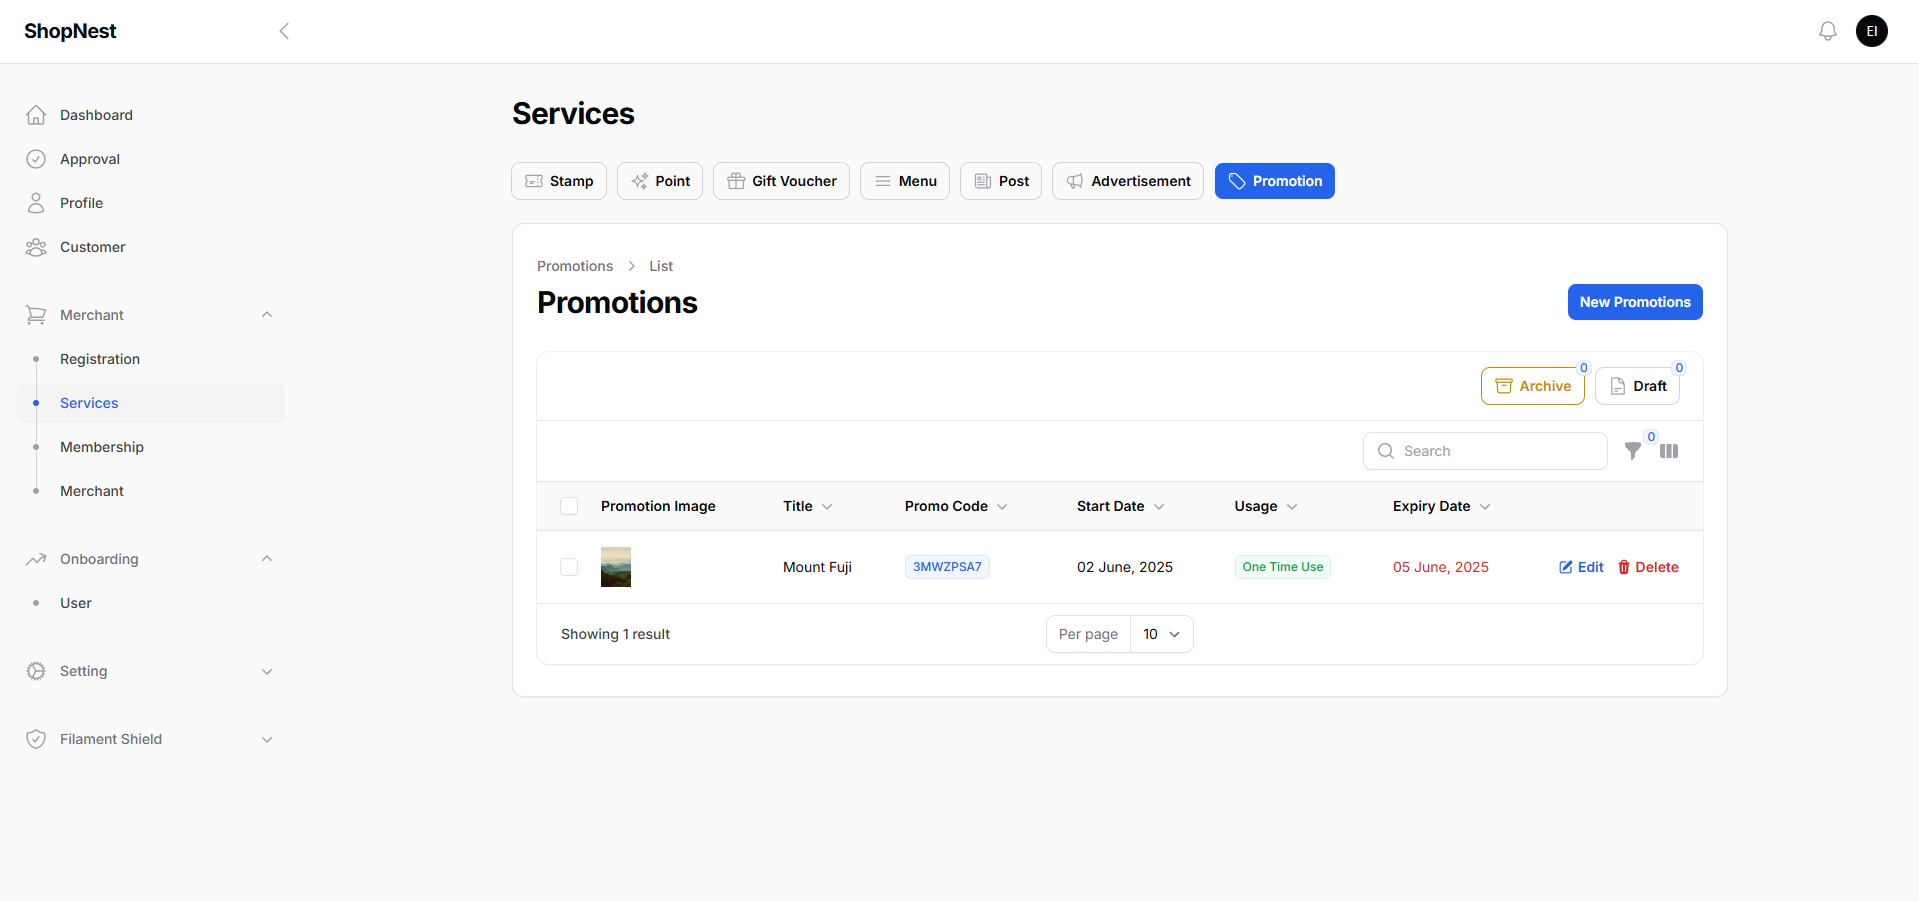 ShopNest
EI
Dashboard
Approval
Profile
Customer
Merchant
Registration
Services
Membership
Merchant
Onboarding
User
Setting
Filament Shield
Services
Stamp Point Gift Voucher Menu Post Advertisement Promotion
Promotions List
Promotions
New Promotions
Archive 0 Draft 0
Search 0
Promotion Image Title Promo Code Start Date Usage Expiry Date
Mount Fuji 3MWZPSA7 02 June, 2025 One Time Use 05 June, 2025 Edit Delete
Showing 1 result Per page 10